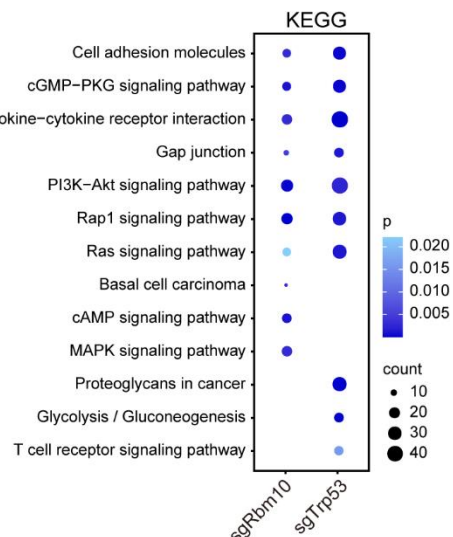 KEGG
Cell adhesion molecules
cGMP−PKG signaling pathway
okine−cytokine receptor interaction
Gap junction
PI3K−Akt signaling pathway
Rap1 signaling pathway
Ras signaling pathway
Basal cell carcinoma
cAMP signaling pathway
MAPK signaling pathway
Proteoglycans in cancer
Glycolysis / Gluconeogenesis
T cell receptor signaling pathway
sgRbm10
sgTrp53
p
0.020
0.015
0.010
0.005
count
10
20
30
40